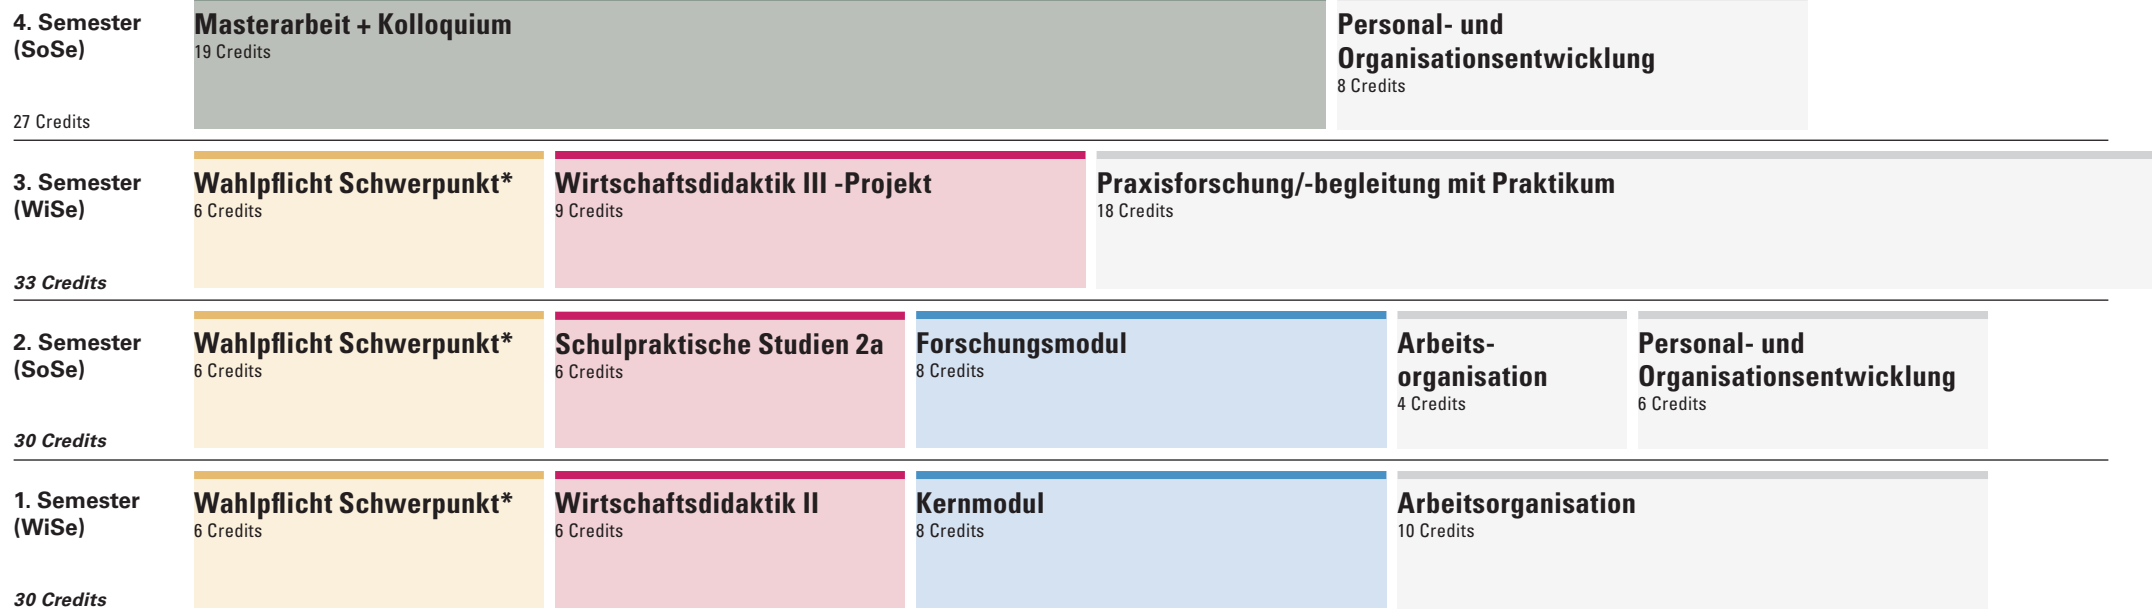 4. Semester
(SoSe)
27 Credits
Masterarbeit + Kolloquium
19 Credits
Personal- und
Organisationsentwicklung
8 Credits
3. Semester
(WiSe)
33 Credits
Wahlpflicht Schwerpunkt*
6 Credits
Wirtschaftsdidaktik III -Projekt
9 Credits
Praxisforschung/-begleitung mit Praktikum
18 Credits
2. Semester
(SoSe)
30 Credits
Wahlpflicht Schwerpunkt*
6 Credits
Schulpraktische Studien 2a
6 Credits
Forschungsmodul
8 Credits
Arbeits-
organisation
4 Credits
Personal- und
Organisationsentwicklung
6 Credits
1. Semester
(WiSe)
30 Credits
Wahlpflicht Schwerpunkt*
6 Credits
Wirtschaftsdidaktik II
6 Credits
Kernmodul
8 Credits
Arbeitsorganisation
10 Credits